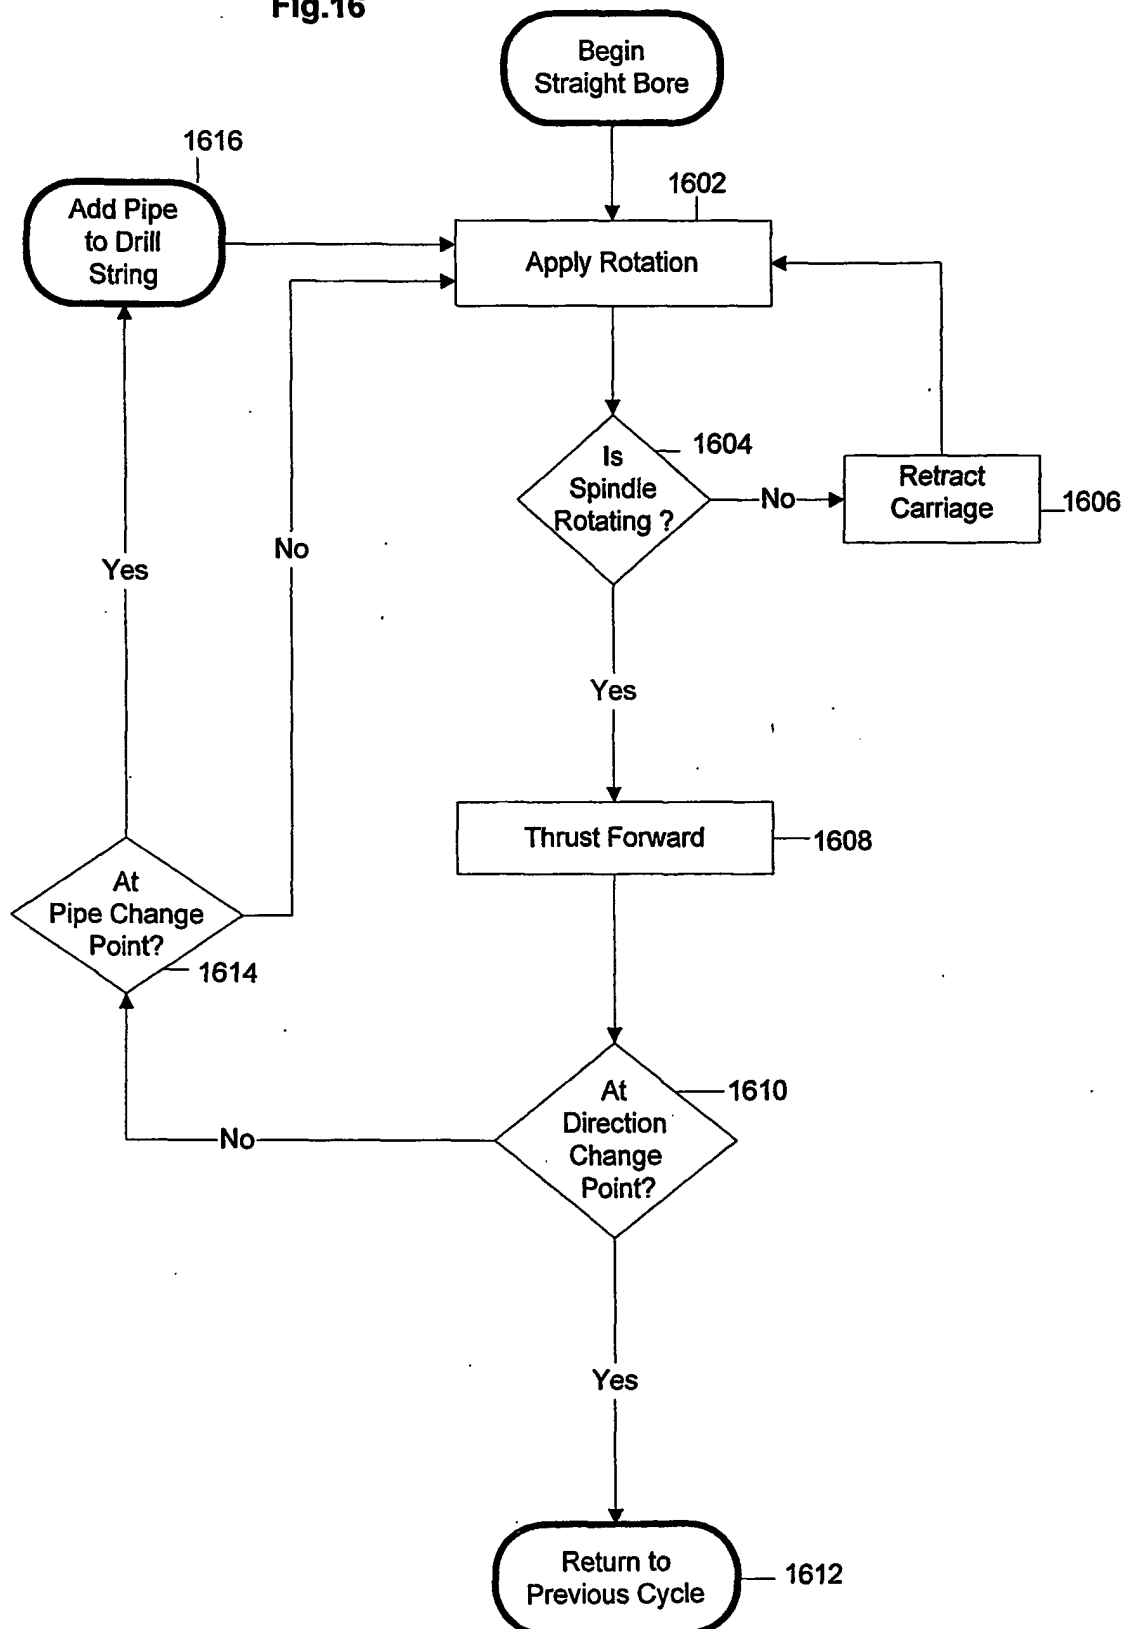 Fig.16
Begin
Straight Bore
1616
Add Pipe
to Drill
String
1602
Apply Rotation
Is
Spindle
Rotating ?
1604
No
Retract
Carriage
1606
Yes
No
Yes
Thrust Forward
1608
At
Pipe Change
Point?
1614
At
Direction
Change
Point?
1610
No
Yes
Return to
Previous Cycle
1612